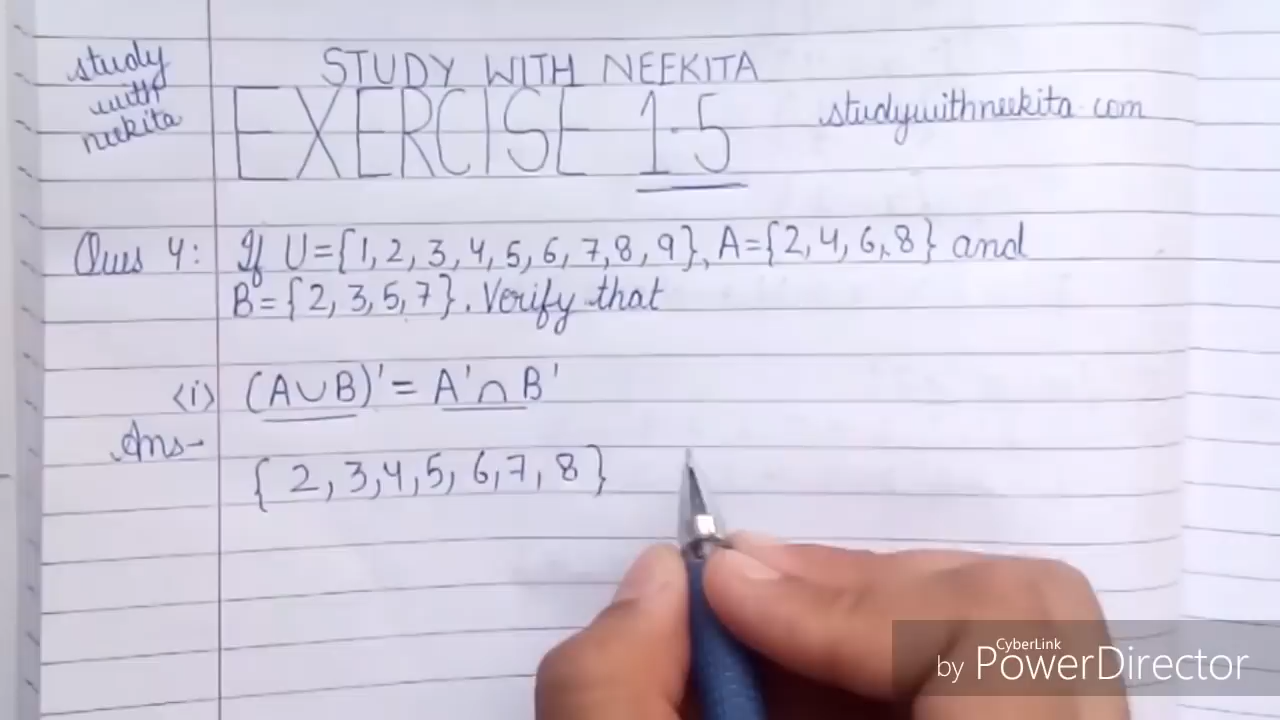 study
with
neekita
STUDY WITH NEEKITA
EXERCISE 1.5
studywithneekita.com
Ques 4: If U={1,2,3,4,5,6,7,8,9}, A={2,4,6,8} and
B={2,3,5,7}. Verify that
<i> (A∪B)'= A'∩B'
Ans-
{2,3,4,5,6,7,8}
CyberLink
by PowerDirector